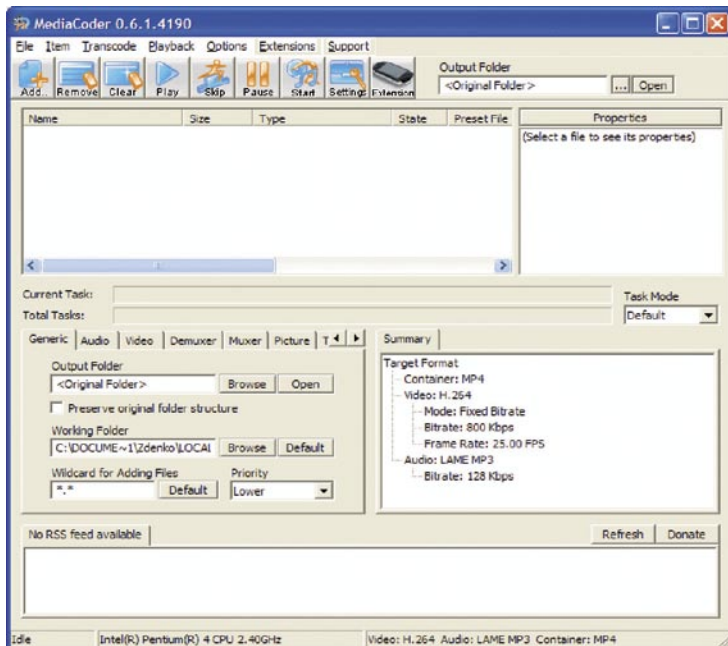 MediaCoder 0.6.1.4190
File Item Transcode Playback Options Extensions Support
Add.. Remove Clear Play Skip Pause Start Settings Extension
Output Folder
<Original Folder> ... Open
Name Size Type State Preset File
Properties
(Select a file to see its properties)
Current Task:
Total Tasks:
Task Mode
Default
Generic Audio Video Demuxer Muxer Picture T
Output Folder
<Original Folder> Browse Open
Preserve original folder structure
Working Folder
C:\DOCUME~1\Zdenko\LOCAL Browse Default
Wildcard for Adding Files Priority
*.* Default Lower
Summary
Target Format
Container: MP4
Video: H.264
Mode: Fixed Bitrate
Bitrate: 800 Kbps
Frame Rate: 25.00 FPS
Audio: LAME MP3
Bitrate: 128 Kbps
No RSS feed available Refresh Donate
Idle Intel(R) Pentium(R) 4 CPU 2.40GHz Video: H.264 Audio: LAME MP3 Container: MP4